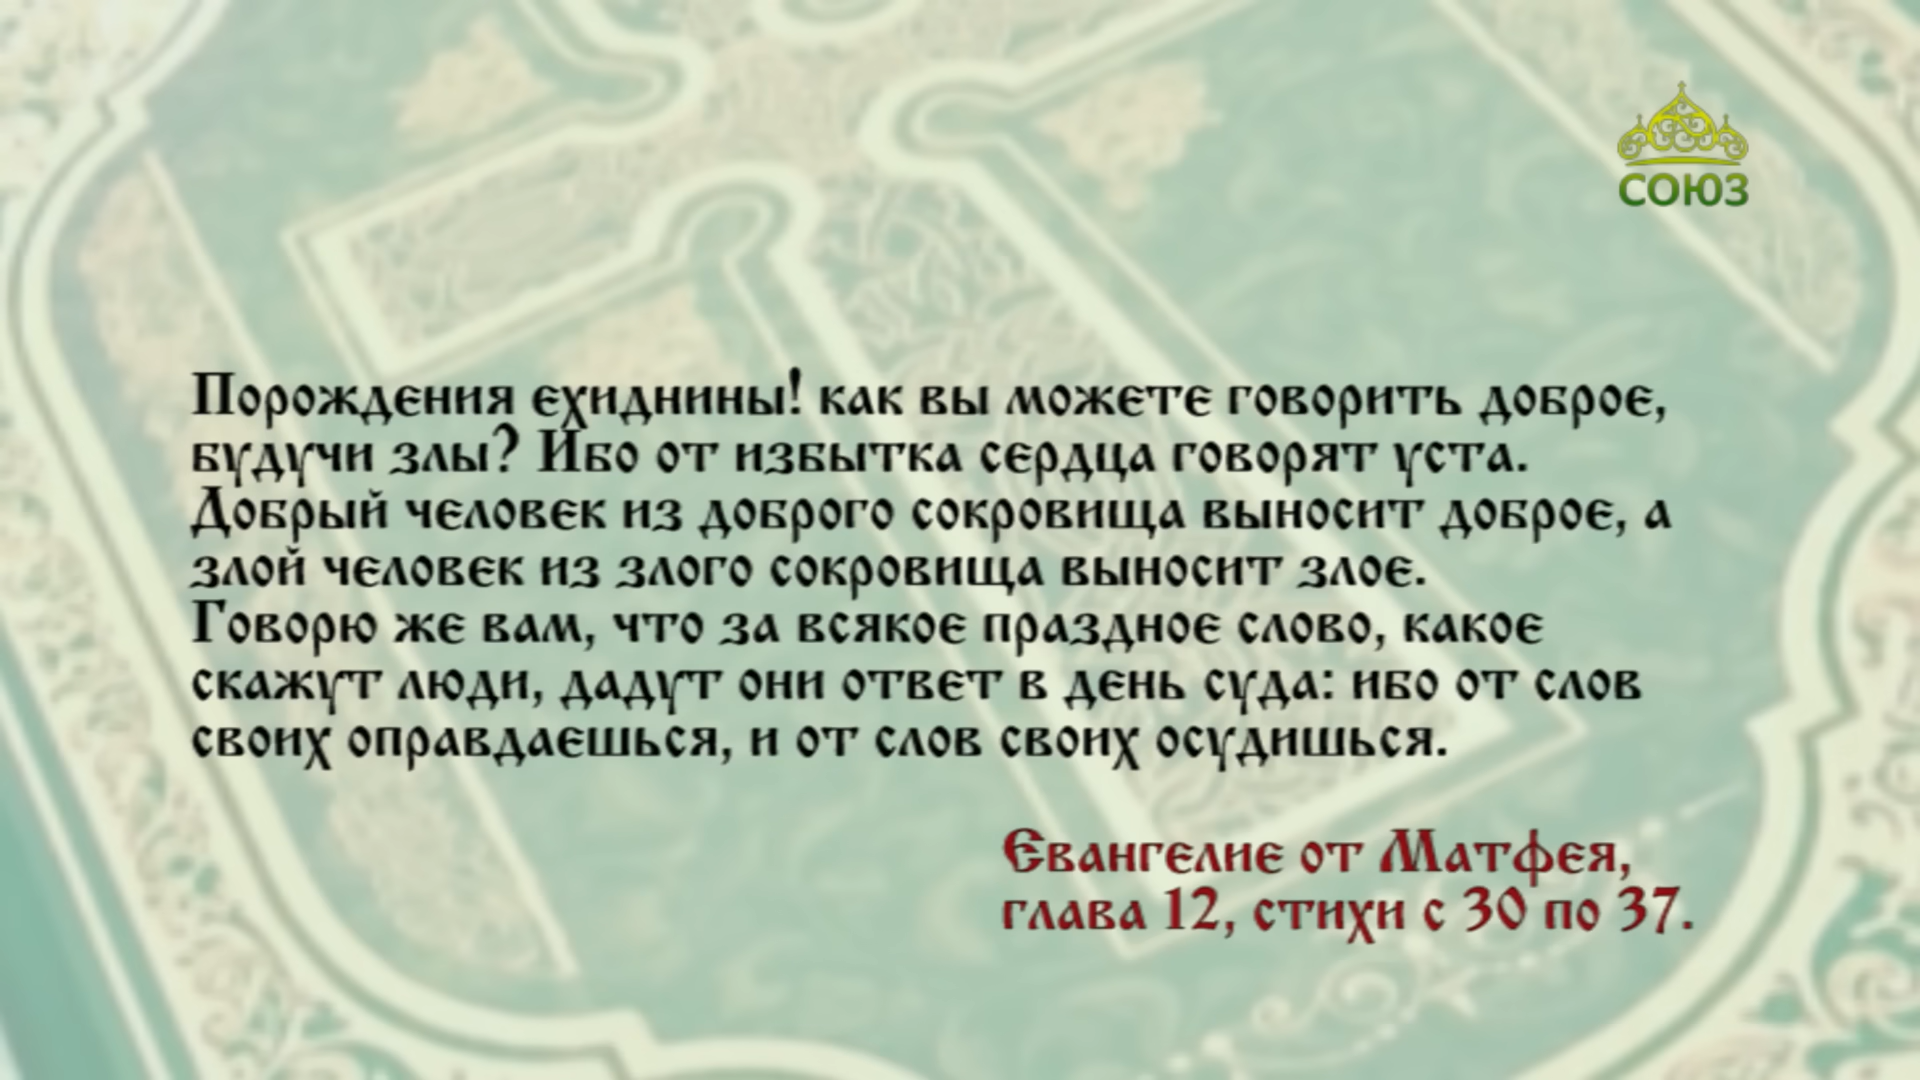 СОЮЗ
Порождения ехиднины! как вы можете говорить доброе,
будучи злы? Ибо от избытка сердца говорят уста.
Добрый человек из доброго сокровища выносит доброе, а
злой человек из злого сокровища выносит злое.
Говорю же вам, что за всякое праздное слово, какое
скажут люди, дадут они ответ в день суда: ибо от слов
своих оправдаешься, и от слов своих осудишься.
Евангелие от Матфея,
глава 12, стихи с 30 по 37.